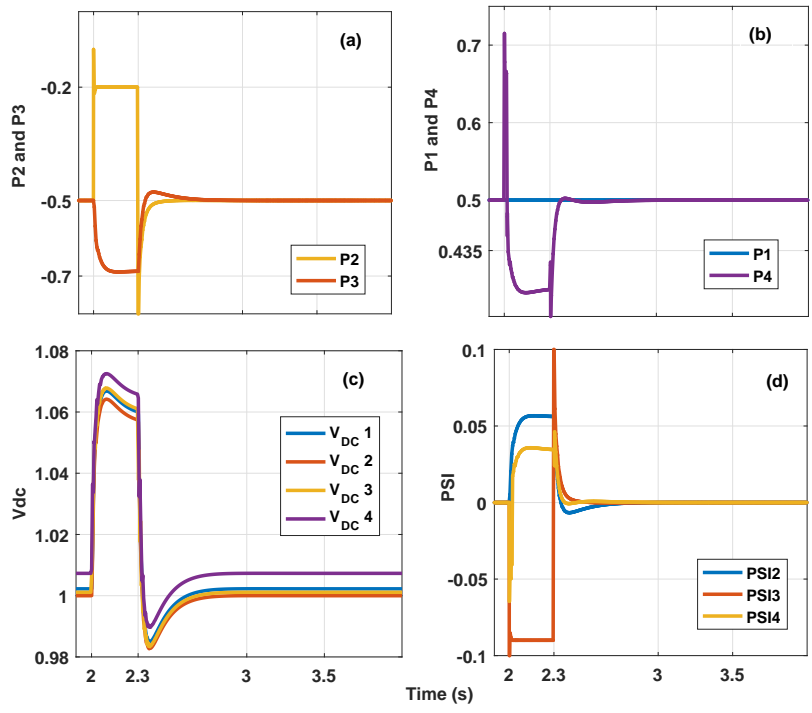 (a)
-0.2
-0.5
-0.7
P2 and P3
P2
P3
(b)
0.7
0.6
0.5
0.435
P1 and P4
P1
P4
(c)
1.08
1.06
1.04
1.02
1
0.98
Vdc
V_DC 1
V_DC 2
V_DC 3
V_DC 4
2 2.3 3 3.5
(d)
0.1
0.05
0
-0.05
-0.1
PSI
PSI2
PSI3
PSI4
2 2.3 3 3.5
Time (s)